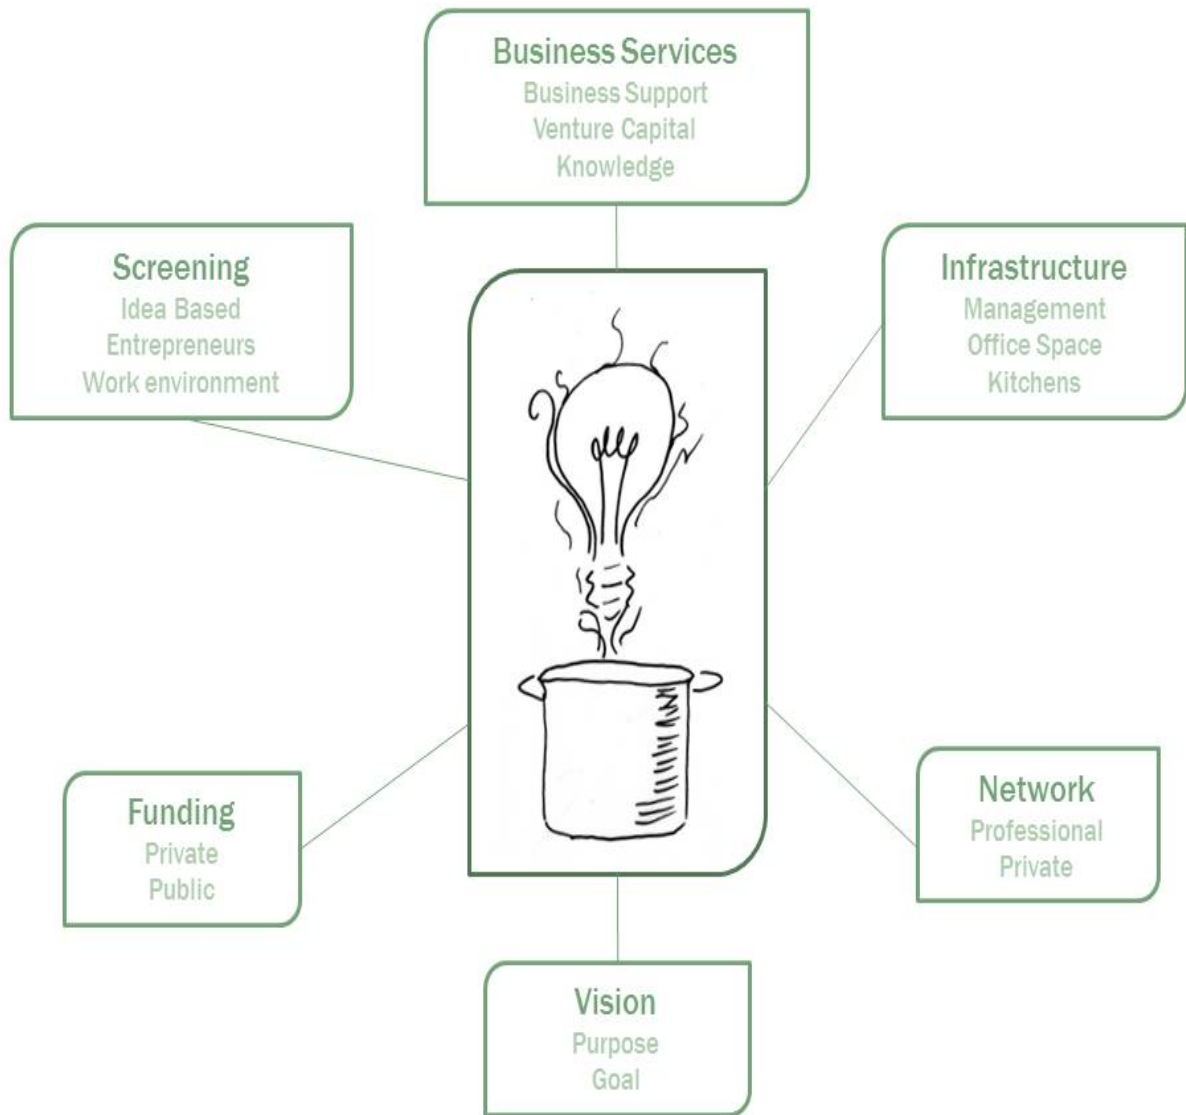 Business Services
Business Support
Venture Capital
Knowledge
Screening
Idea Based
Entrepreneurs
Work environment
Infrastructure
Management
Office Space
Kitchens
Funding
Private
Public
Network
Professional
Private
Vision
Purpose
Goal